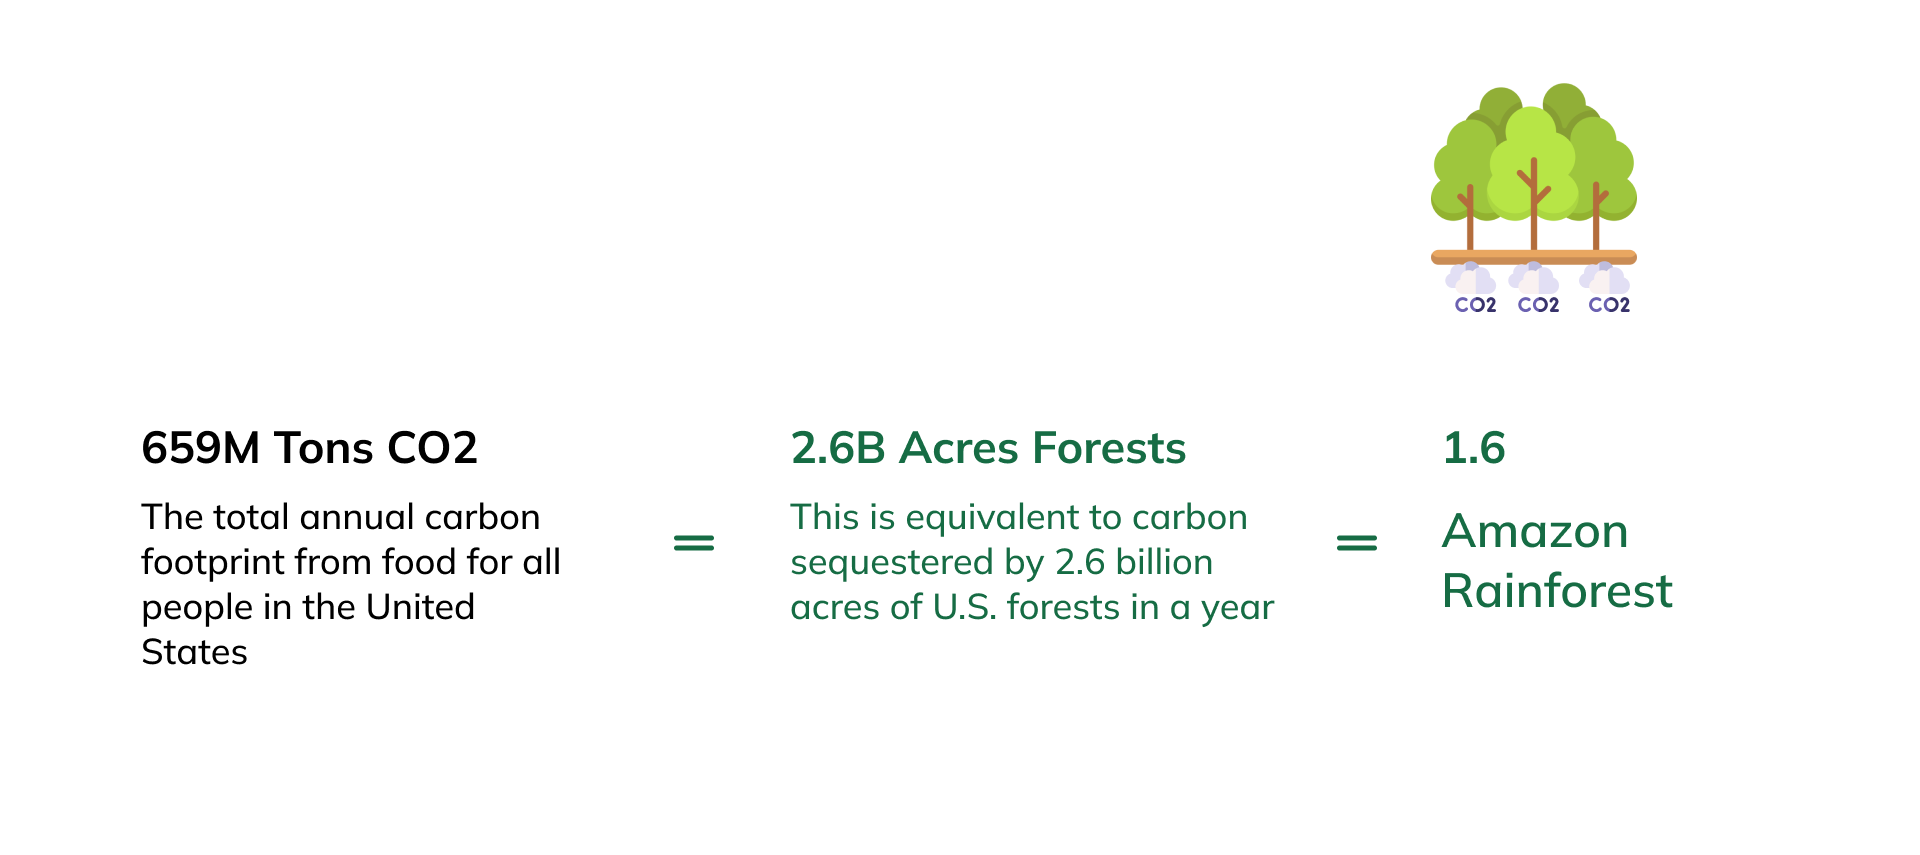 CO2 CO2 CO2
659M Tons CO2
The total annual carbon
footprint from food for all
people in the United
States
=
2.6B Acres Forests
This is equivalent to carbon
sequestered by 2.6 billion
acres of U.S. forests in a year
=
1.6
Amazon
Rainforest